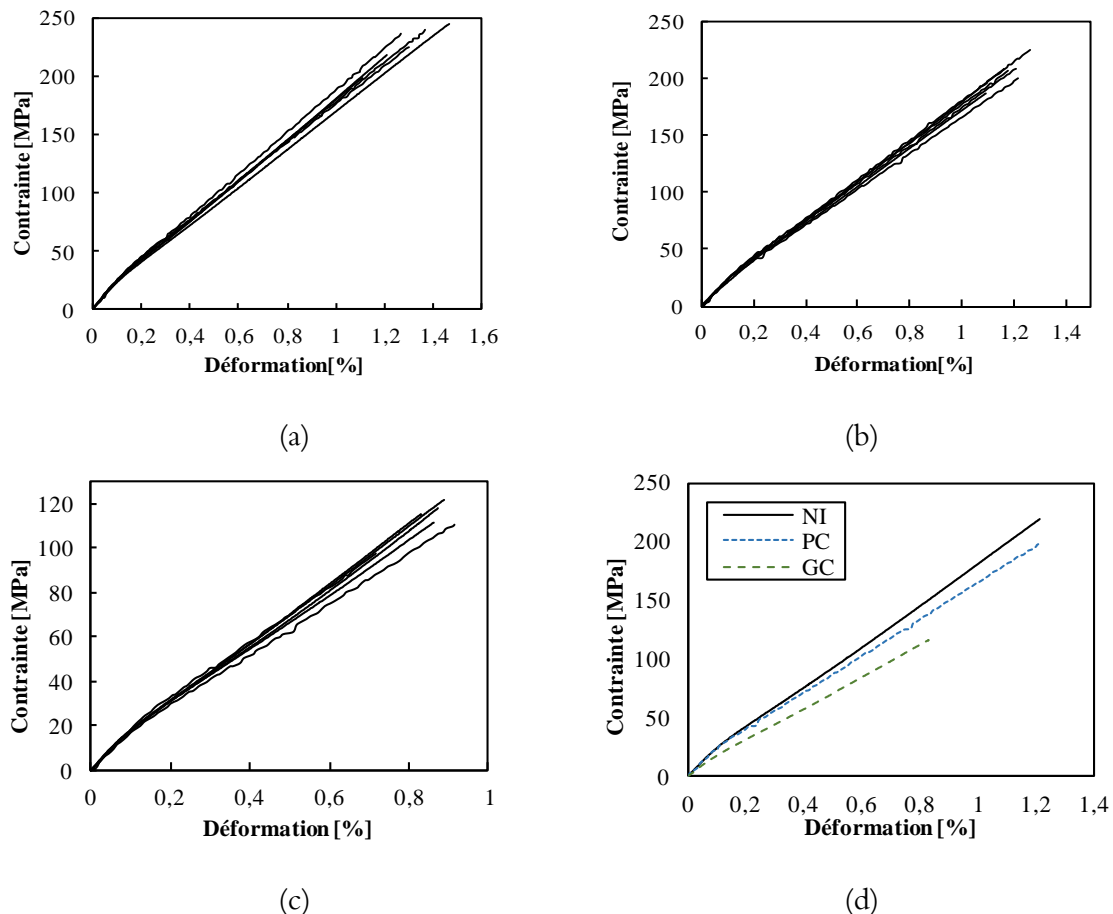 250
200
150
100
50
0
0 0,2 0,4 0,6 0,8 1 1,2 1,4 1,6
Contrainte [MPa]
Déformation[%]
(a)
250
200
150
100
50
0
0 0,2 0,4 0,6 0,8 1 1,2 1,4
Contrainte [MPa]
Déformation[%]
(b)
120
100
80
60
40
20
0
0 0,2 0,4 0,6 0,8 1
Contrainte [MPa]
Déformation [%]
(c)
250
200
150
100
50
0
0 0,2 0,4 0,6 0,8 1 1,2 1,4
Contrainte [MPa]
Déformation [%]
NI
PC
GC
(d)